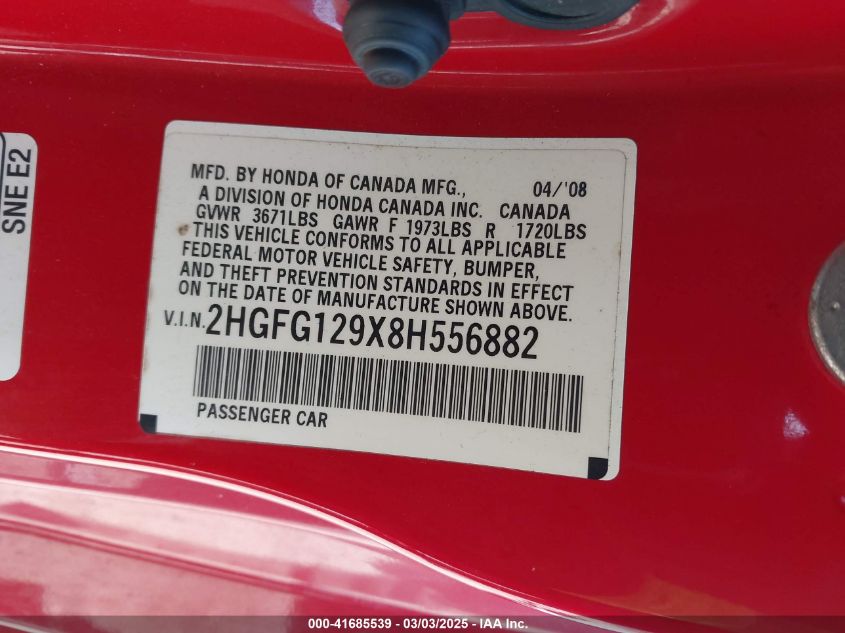 SNE E2
MFD. BY HONDA OF CANADA MFG., 04/'08
A DIVISION OF HONDA CANADA INC. CANADA
GVWR 3671LBS GAWR F 1973LBS R 1720LBS
THIS VEHICLE CONFORMS TO ALL APPLICABLE
FEDERAL MOTOR VEHICLE SAFETY, BUMPER,
AND THEFT PREVENTION STANDARDS IN EFFECT
ON THE DATE OF MANUFACTURE SHOWN ABOVE.
V.I.N. 2HGFG129X8H556882
PASSENGER CAR
000-41685539 - 03/03/2025 - IAA Inc.